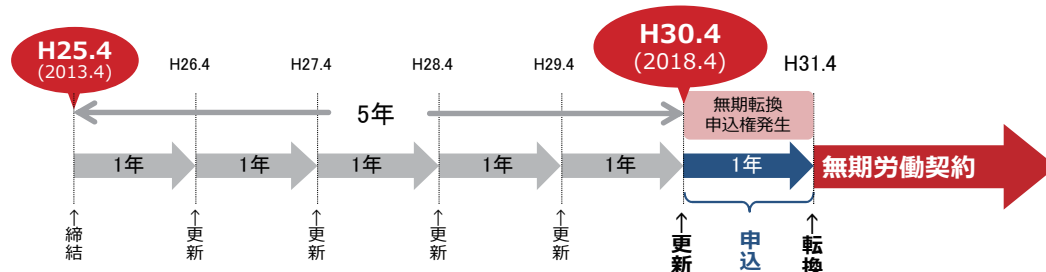 H25.4
(2013.4)
H26.4
H27.4
H28.4
H29.4
H30.4
(2018.4)
H31.4
5年
無期転換
申込権発生
1年
1年
1年
1年
1年
1年
無期労働契約
↑締結
↑更新
↑更新
↑更新
↑更新
↑更新
申込
↑転換